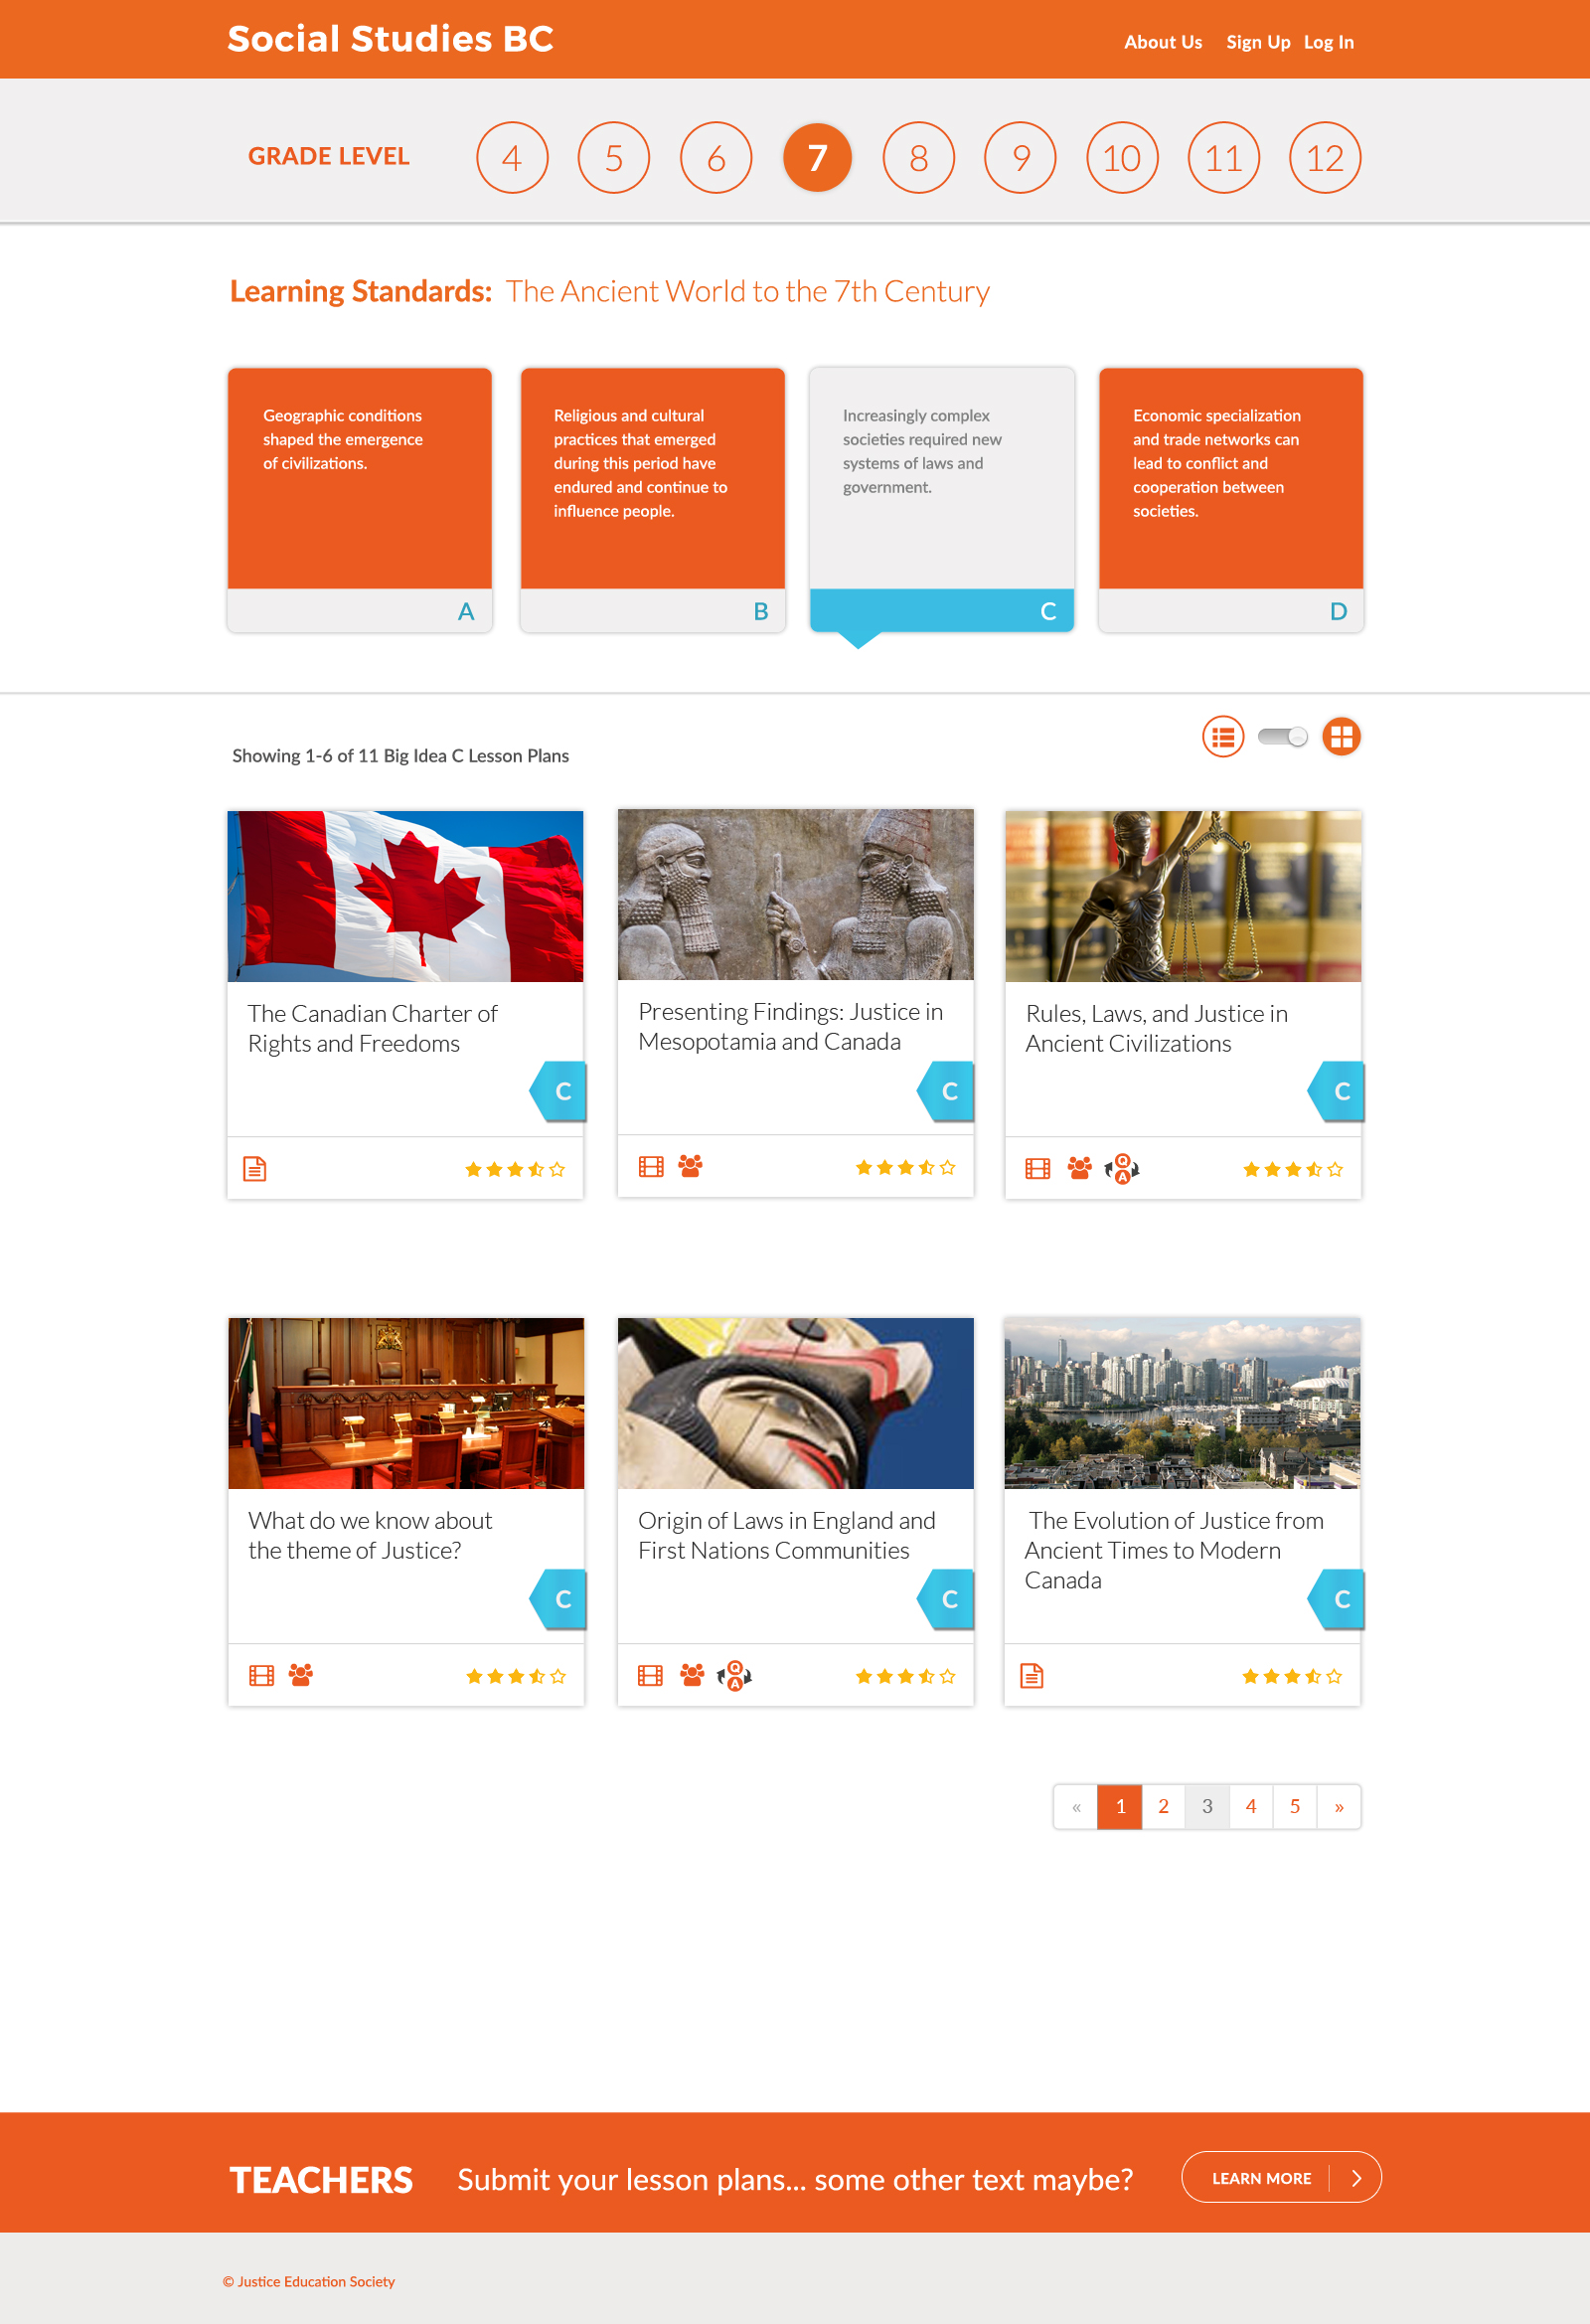 Social Studies BC
About Us Sign Up Log In
GRADE LEVEL 4 5 6 7 8 9 10 11 12
Learning Standards: The Ancient World to the 7th Century
Geographic conditions
shaped the emergence
of civilizations.
A
Religious and cultural
practices that emerged
during this period have
endured and continue to
influence people.
B
Increasingly complex
societies required new
systems of laws and
government.
C
Economic specialization
and trade networks can
lead to conflict and
cooperation between
societies.
D
Showing 1-6 of 11 Big Idea C Lesson Plans
The Canadian Charter of
Rights and Freedoms
C
Presenting Findings: Justice in
Mesopotamia and Canada
C
Rules, Laws, and Justice in
Ancient Civilizations
C
Q
A
What do we know about
the theme of Justice?
C
Origin of Laws in England and
First Nations Communities
C
Q
A
The Evolution of Justice from
Ancient Times to Modern
Canada
C
« 1 2 3 4 5 »
TEACHERS Submit your lesson plans... some other text maybe? LEARN MORE
© Justice Education Society